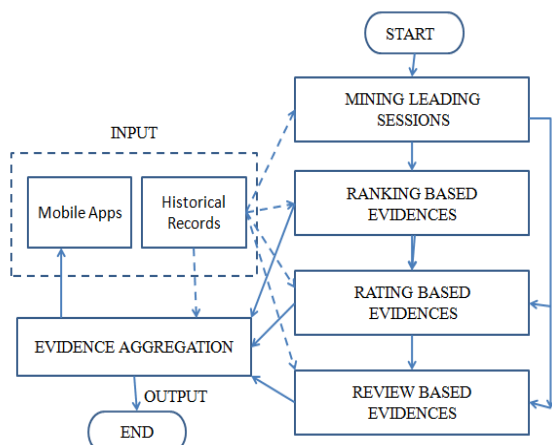 START
MINING LEADING
SESSIONS
INPUT
Mobile Apps
Historical
Records
RANKING BASED
EVIDENCES
RATING BASED
EVIDENCES
EVIDENCE AGGREGATION
REVIEW BASED
EVIDENCES
OUTPUT
END